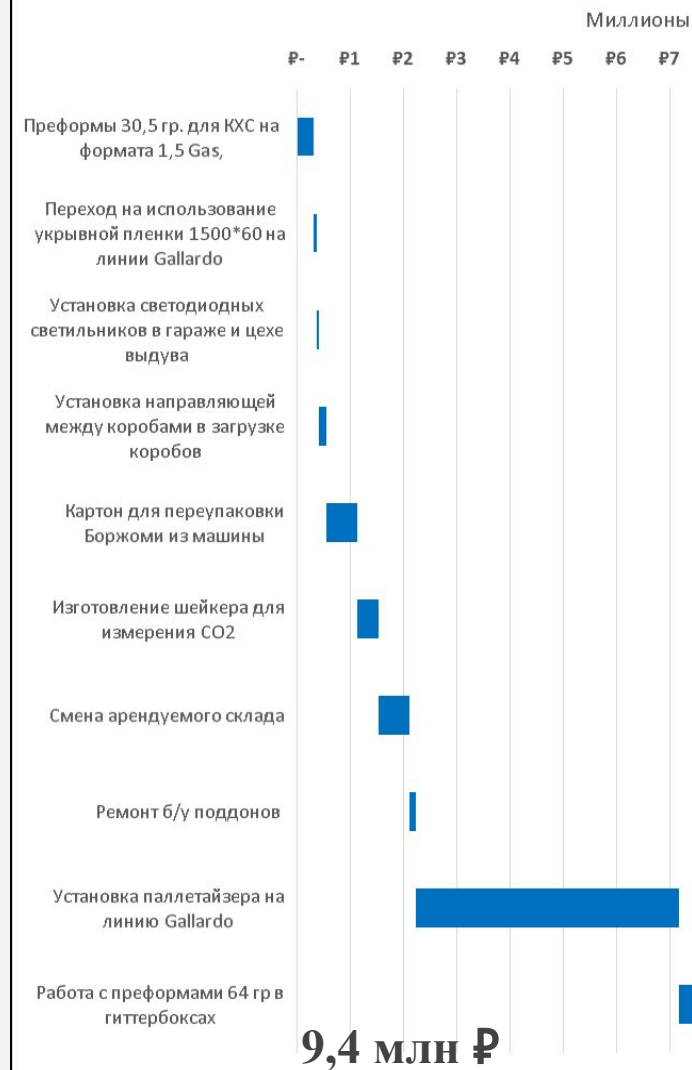 Миллионы
₽- ₽1 ₽2 ₽3 ₽4 ₽5 ₽6 ₽7
Преформы 30,5 гр. для КХС на
формата 1,5 Gas,
Переход на использование
укрывной пленки 1500*60 на
линии Gallardo
Установка светодиодных
светильников в гараже и цехе
выдува
Установка направляющей
между коробами в загрузке
коробов
Картон для переупаковки
Боржоми из машины
Изготовление шейкера для
измерения СО2
Смена арендуемого склада
Ремонт б/у поддонов
Установка паллетайзера на
линию Gallardo
Работа с преформами 64 гр в
гиттербоксах
9,4 млн ₽